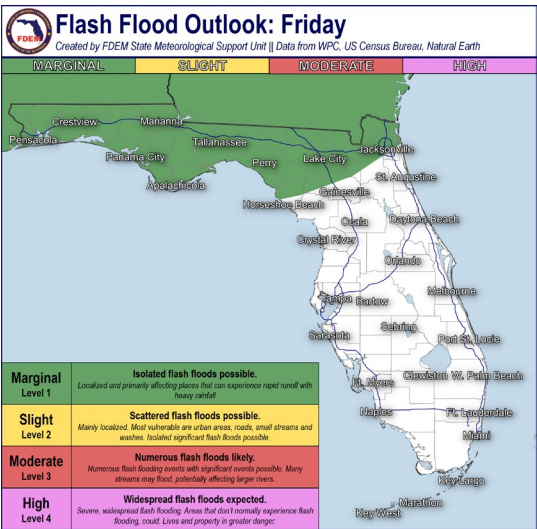 Flash Flood Outlook: Friday
Created by FDEM State Meteorological Support Unit || Data from WPC, US Census Bureau, Natural Earth
FDEM
MARGINAL
SLIGHT
MODERATE
HIGH
Crestview
Marianna
Pensacola
Panama City
Tallahassee
Jacksonville
Perry
Lake City
Apalachicola
St. Augustine
Gainesville
Horseshoe Beach
Ocala
Daytona Beach
Crystal River
Orlando
Melbourne
Tampa
Bartow
Sebring
Sarasota
Port St. Lucie
Ft. Myers
Clewiston
W. Palm Beach
Naples
Ft. Lauderdale
Miami
Key Largo
Marathon
Key West
Marginal
Level 1
Isolated flash floods possible.
Localized and primarily affecting places that can experience rapid runoff with
heavy rainfall
Slight
Level 2
Scattered flash floods possible.
Mainly localized. Most vulnerable are urban areas, roads, small streams and
washes. Isolated significant flash floods possible.
Moderate
Level 3
Numerous flash floods likely.
Numerous flash flooding events with significant events possible. Many
streams may flood, potentially affecting larger rivers.
High
Level 4
Widespread flash floods expected.
Severe, widespread flash flooding. Areas that don't normally experience flash
flooding, could. Lives and property in greater danger.